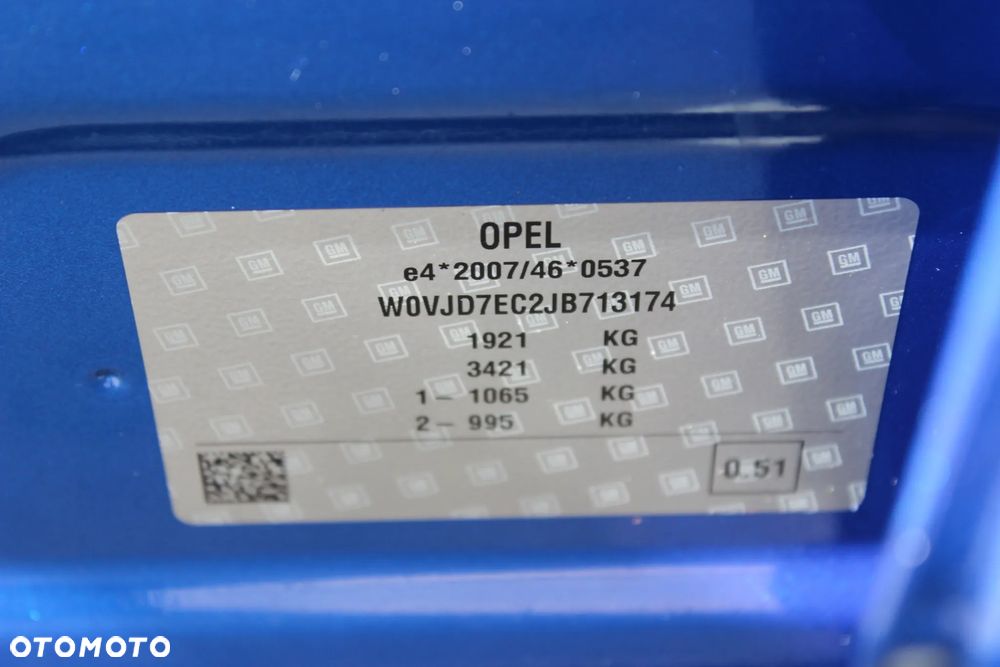 OPEL
e4*2007/46*0537
W0VJD7EC2JB713174
1921 KG
3421 KG
1– 1065 KG
2– 995 KG
0.51
OTOMOTO